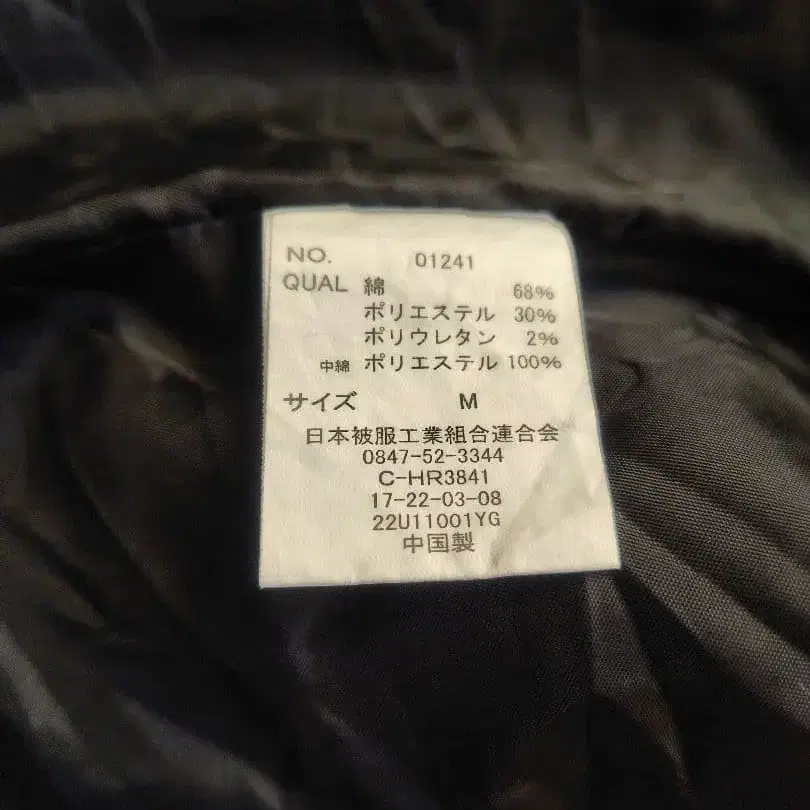 NO. 01241
QUAL 綿 68%
ポリエステル 30%
ポリウレタン 2%
中綿 ポリエステル 100%
サイズ M
日本被服工業組合連合会
0847-52-3344
C-HR3841
17-22-03-08
22U11001YG
中国製